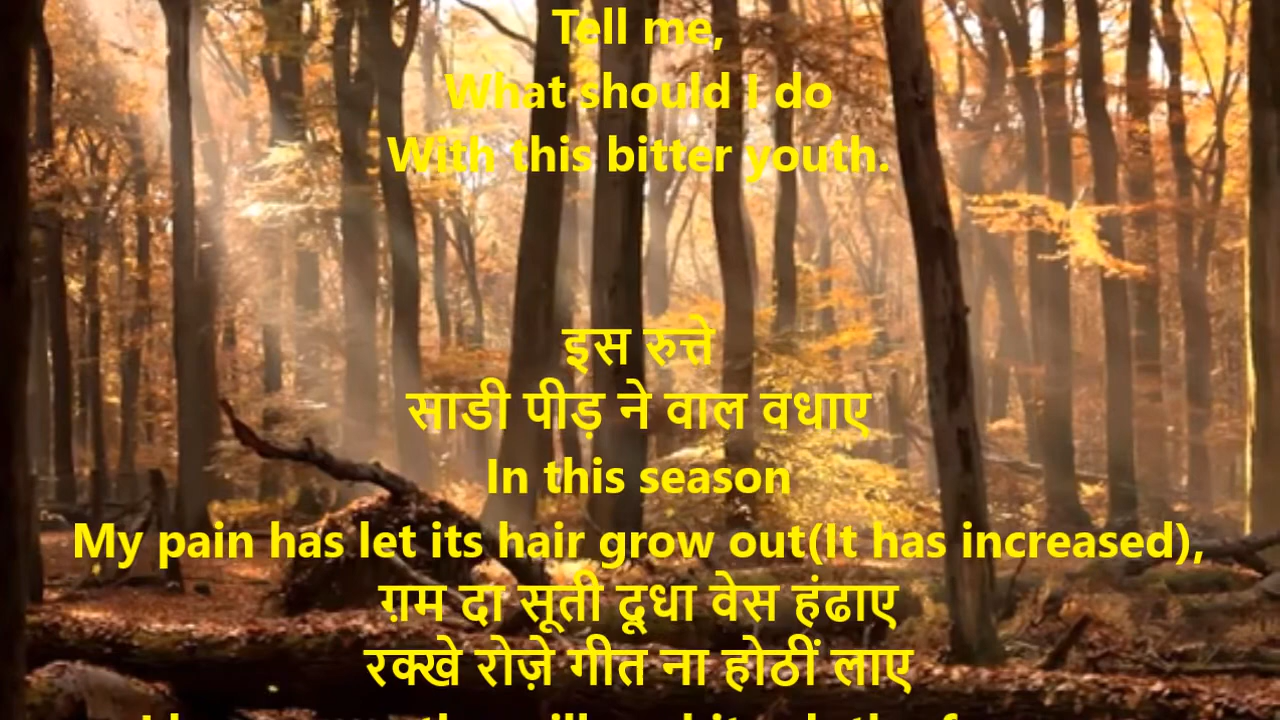 Tell me,
What should I do
With this bitter youth.
इस रुत्ते
साडी पीड़ ने वाल वधाए
In this season
My pain has let its hair grow out(It has increased),
ग़म दा सूती दूधा वेस हंढाए
रक्खे रोज़े गीत ना होठीं लाए